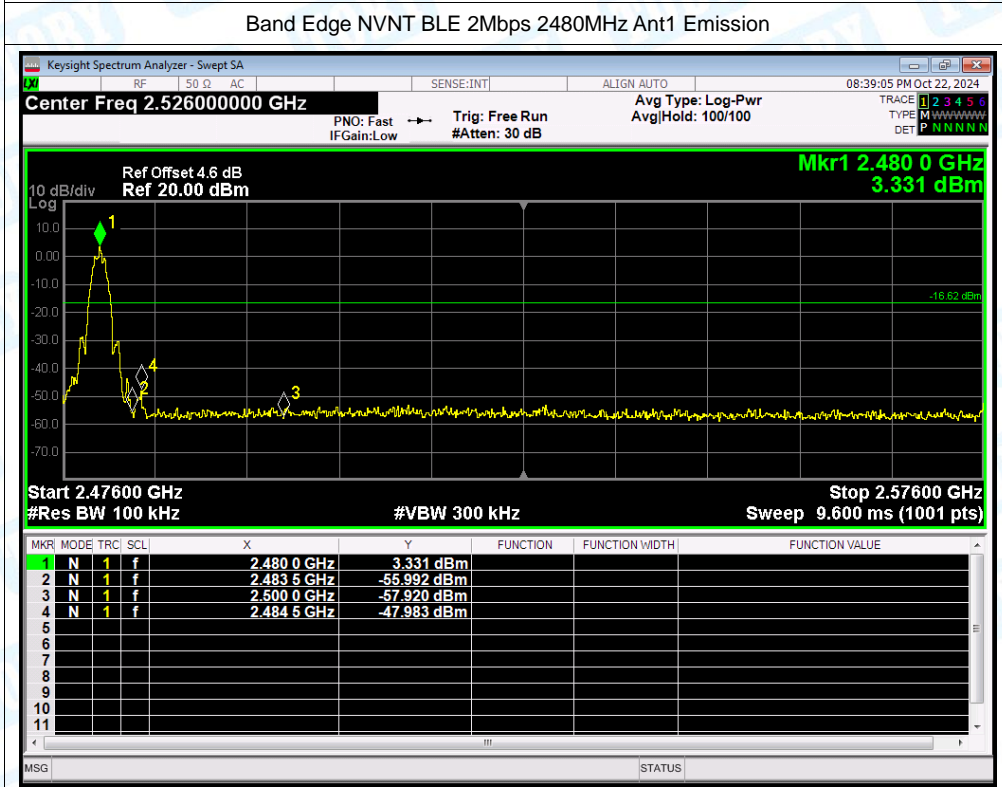 Band Edge NVNT BLE 2Mbps 2480MHz Ant1 Emission
Keysight Spectrum Analyzer - Swept SA
LXI RF 50 Ω AC SENSE:INT ALIGN AUTO 08:39:05 PM Oct 22, 2024
Center Freq 2.526000000 GHz
PNO: Fast
IFGain:Low
Trig: Free Run
#Atten: 30 dB
Avg Type: Log-Pwr
Avg|Hold: 100/100
TRACE 1 2 3 4 5 6
TYPE M WWWWW
DET P N N N N N
Mkr1 2.480 0 GHz
3.331 dBm
Ref Offset 4.6 dB
10 dB/div Ref 20.00 dBm
Log
10.0
0.00
-10.0
-20.0
-30.0
-40.0
-50.0
-60.0
-70.0
1
2
4
3
-16.62 dBm
Start 2.47600 GHz Stop 2.57600 GHz
#Res BW 100 kHz #VBW 300 kHz Sweep 9.600 ms (1001 pts)
MKR MODE TRC SCL X Y FUNCTION FUNCTION WIDTH FUNCTION VALUE
1 N 1 f 2.480 0 GHz 3.331 dBm
2 N 1 f 2.483 5 GHz -55.992 dBm
3 N 1 f 2.500 0 GHz -57.920 dBm
4 N 1 f 2.484 5 GHz -47.983 dBm
5
6
7
8
9
10
11
MSG STATUS